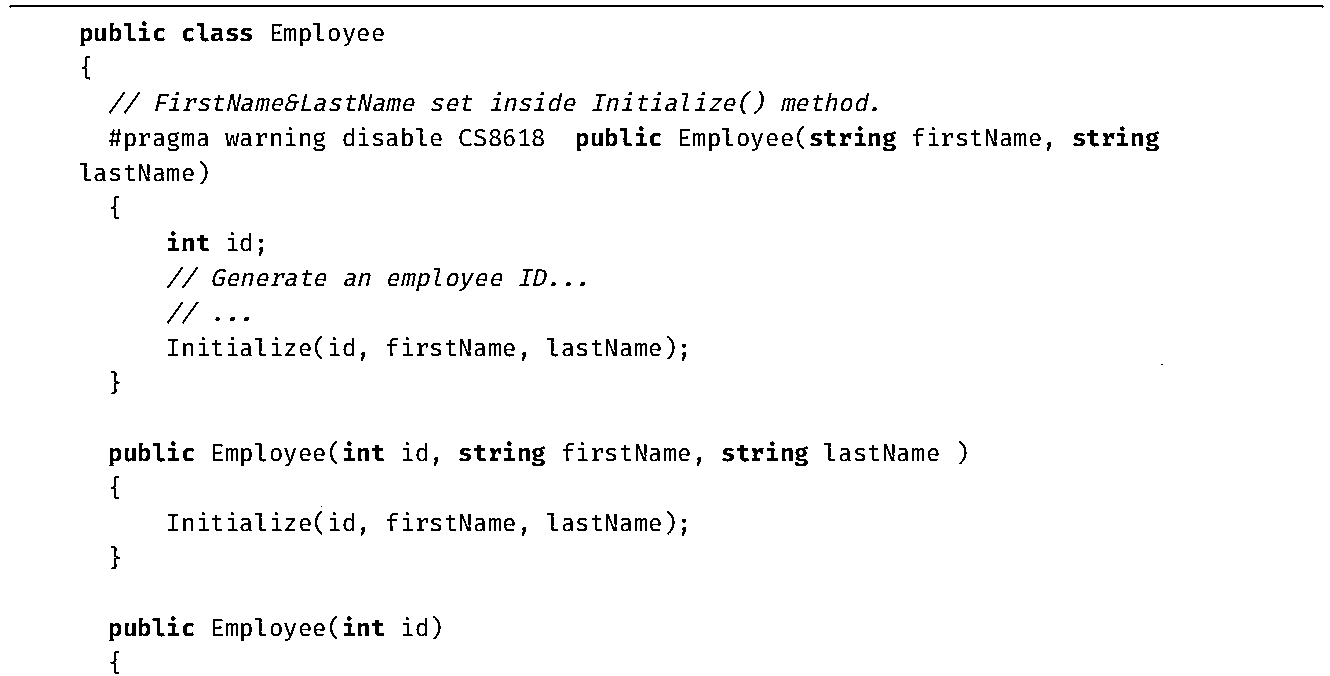 public class Employee
{
  // FirstName&LastName set inside Initialize() method.
  #pragma warning disable CS8618  public Employee(string firstName, string
lastName)
  {
      int id;
      // Generate an employee ID...
      // ...
      Initialize(id, firstName, lastName);
  }

  public Employee(int id, string firstName, string lastName )
  {
      Initialize(id, firstName, lastName);
  }

  public Employee(int id)
  {